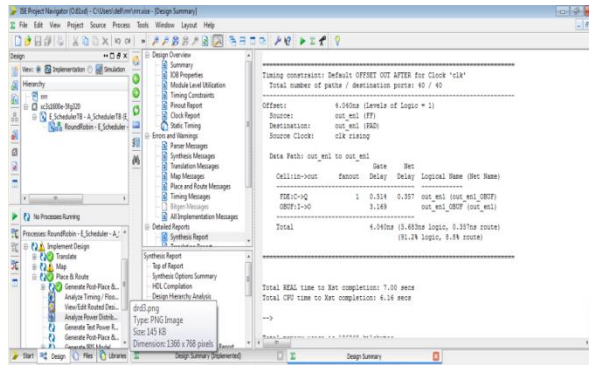 ISE Project Navigator (O.61xd) - C:\Users\dell\rrr\rrr.xise - [Design Summary]
File Edit View Project Source Process Tools Window Layout Help
Design
View: Implementation Simulation
Hierarchy
rrr
xc3s1600e-5fg320
E_SchedulerTB - A_SchedulerTB (E_
RoundRobin - E_Scheduler -
No Processes Running
Processes: RoundRobin - E_Scheduler - A_
Implement Design
Translate
Map
Place & Route
Generate Post-Place &...
Analyze Timing / Floo...
View/Edit Routed Desi...
Analyze Power Distrib...
Generate Text Power R...
Generate Post-Place &...
Generate IBIS Model
Start Design Files Libraries
Design Overview
Summary
IOB Properties
Module Level Utilization
Timing Constraints
Pinout Report
Clock Report
Static Timing
Errors and Warnings
Parser Messages
Synthesis Messages
Translation Messages
Map Messages
Place and Route Messages
Timing Messages
Bitgen Messages
All Implementation Messages
Detailed Reports
Synthesis Report
Translation Report
Synthesis Report
Top of Report
Synthesis Options Summary
HDL Compilation
Design Hierarchy Analysis
drd3.png
Type: PNG Image
Size: 145 KB
Dimension: 1366 x 768 pixels
Report
Design Summary (Implemented)
Design Summary
Timing constraint: Default OFFSET OUT AFTER for Clock 'clk'
Total number of paths / destination ports: 40 / 40
Offset: 4.040ns (Levels of Logic = 1)
Source: out_en1 (FF)
Destination: out_en1 (PAD)
Source Clock: clk rising
Data Path: out_en1 to out_en1
Gate Net
Cell:in->out fanout Delay Delay Logical Name (Net Name)
FDE:C->Q 1 0.514 0.357 out_en1 (out_en1_OBUF)
OBUF:I->O 3.169 out_en1_OBUF (out_en1)
Total 4.040ns (3.683ns logic, 0.357ns route)
(91.2% logic, 8.8% route)
Total REAL time to Xst completion: 7.00 secs
Total CPU time to Xst completion: 6.16 secs
-->